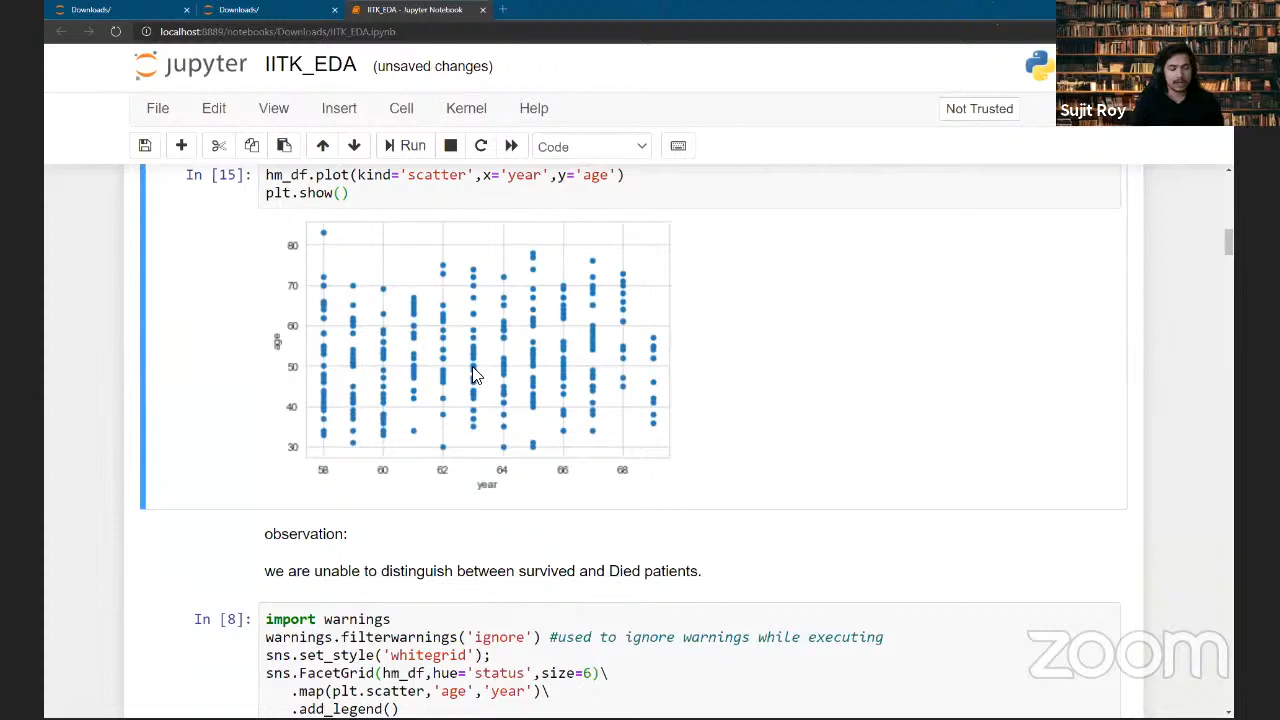 Downloads/
Downloads/
IITK_EDA - Jupyter Notebook
localhost:8889/notebooks/Downloads/IITK_EDA.ipynb
jupyter IITK_EDA (unsaved changes)
Sujit Roy
File Edit View Insert Cell Kernel Help
Not Trusted
Run
Code
In [15]: hm_df.plot(kind='scatter',x='year',y='age')
plt.show()
80
70
60
50
40
30
age
58 60 62 64 66 68
year
observation:
we are unable to distinguish between survived and Died patients.
In [8]: import warnings
warnings.filterwarnings('ignore') #used to ignore warnings while executing
sns.set_style('whitegrid');
sns.FacetGrid(hm_df,hue='status',size=6)\
.map(plt.scatter,'age','year')\
.add_legend()
zoom